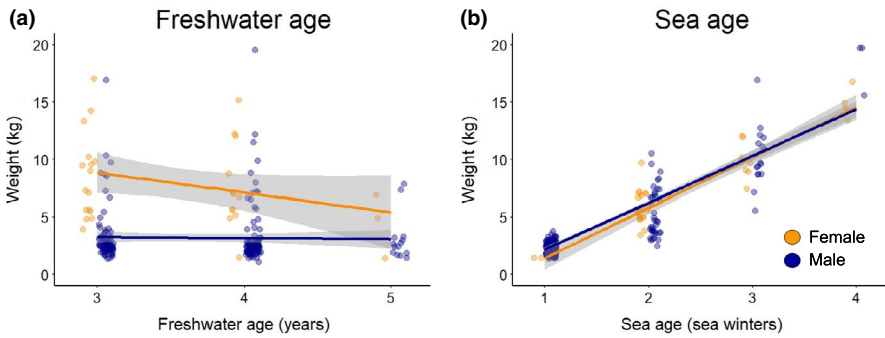 (a) Freshwater age
20
15
10
5
0
Weight (kg)
3 4 5
Freshwater age (years)
(b) Sea age
20
15
10
5
0
Weight (kg)
Female
Male
1 2 3 4
Sea age (sea winters)